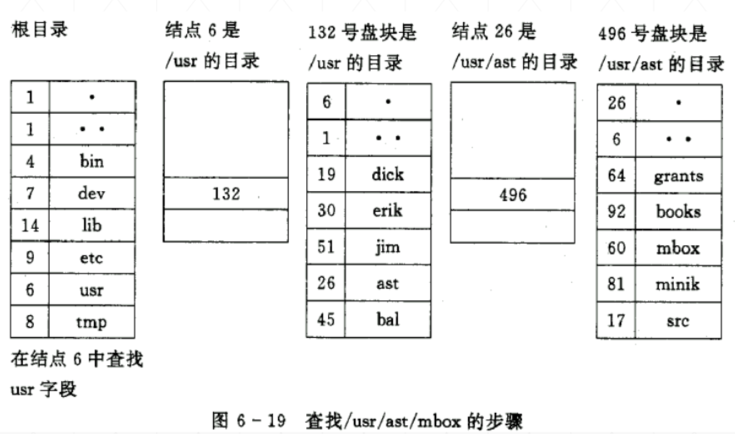 根目录
1 •
1 • •
4 bin
7 dev
14 lib
9 etc
6 usr
8 tmp
在结点 6 中查找
usr 字段
结点 6 是
/usr 的目录
132
132 号盘块是
/usr 的目录
6 •
1 • •
19 dick
30 erik
51 jim
26 ast
45 bal
结点 26 是
/usr/ast 的目录
496
496 号盘块是
/usr/ast 的目录
26 •
6 • •
64 grants
92 books
60 mbox
81 minik
17 src
图 6-19 查找/usr/ast/mbox 的步骤